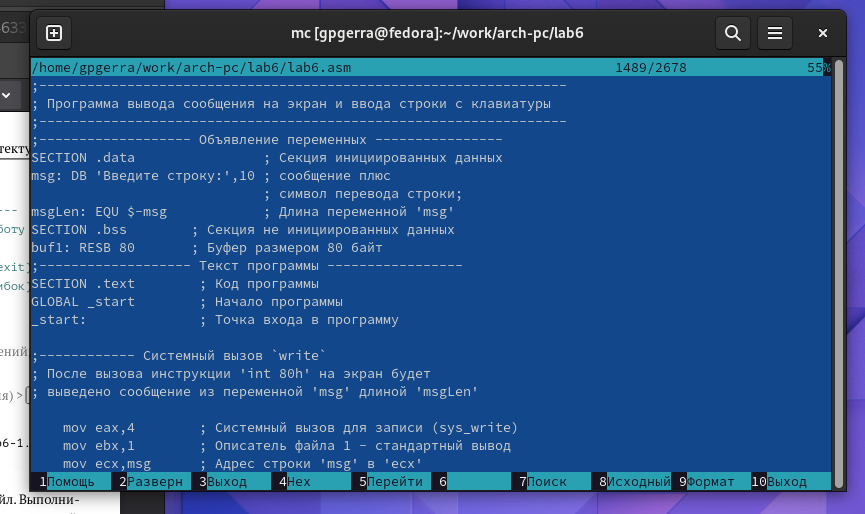 4633
mc [gpgerra@fedora]:~/work/arch-pc/lab6
/home/gpgerra/work/arch-pc/lab6/lab6.asm 1489/2678 55%
;------------------------------------------------------------------
; Программа вывода сообщения на экран и ввода строки с клавиатуры
;------------------------------------------------------------------
;------------------- Объявление переменных ----------------
SECTION .data ; Секция инициированных данных
msg: DB 'Введите строку:',10 ; сообщение плюс
; символ перевода строки;
msgLen: EQU $-msg ; Длина переменной 'msg'
SECTION .bss ; Секция не инициированных данных
buf1: RESB 80 ; Буфер размером 80 байт
;------------------- Текст программы -----------------
SECTION .text ; Код программы
GLOBAL _start ; Начало программы
_start: ; Точка входа в программу
;------------ Системный вызов `write`
; После вызова инструкции 'int 80h' на экран будет
; выведено сообщение из переменной 'msg' длиной 'msgLen'
mov eax,4 ; Системный вызов для записи (sys_write)
mov ebx,1 ; Описатель файла 1 - стандартный вывод
mov ecx,msg ; Адрес строки 'msg' в 'ecx'
1Помощь 2Разверн 3Выход 4Hex 5Перейти 6 7Поиск 8Исходный 9Формат 10Выход
йл. Выполни-